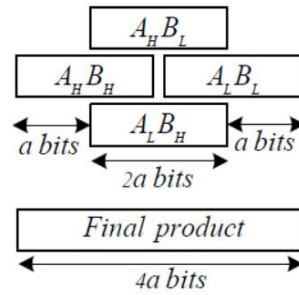 A_H B_L
A_H B_H A_L B_L
a bits A_L B_H a bits
2a bits
Final product
4a bits